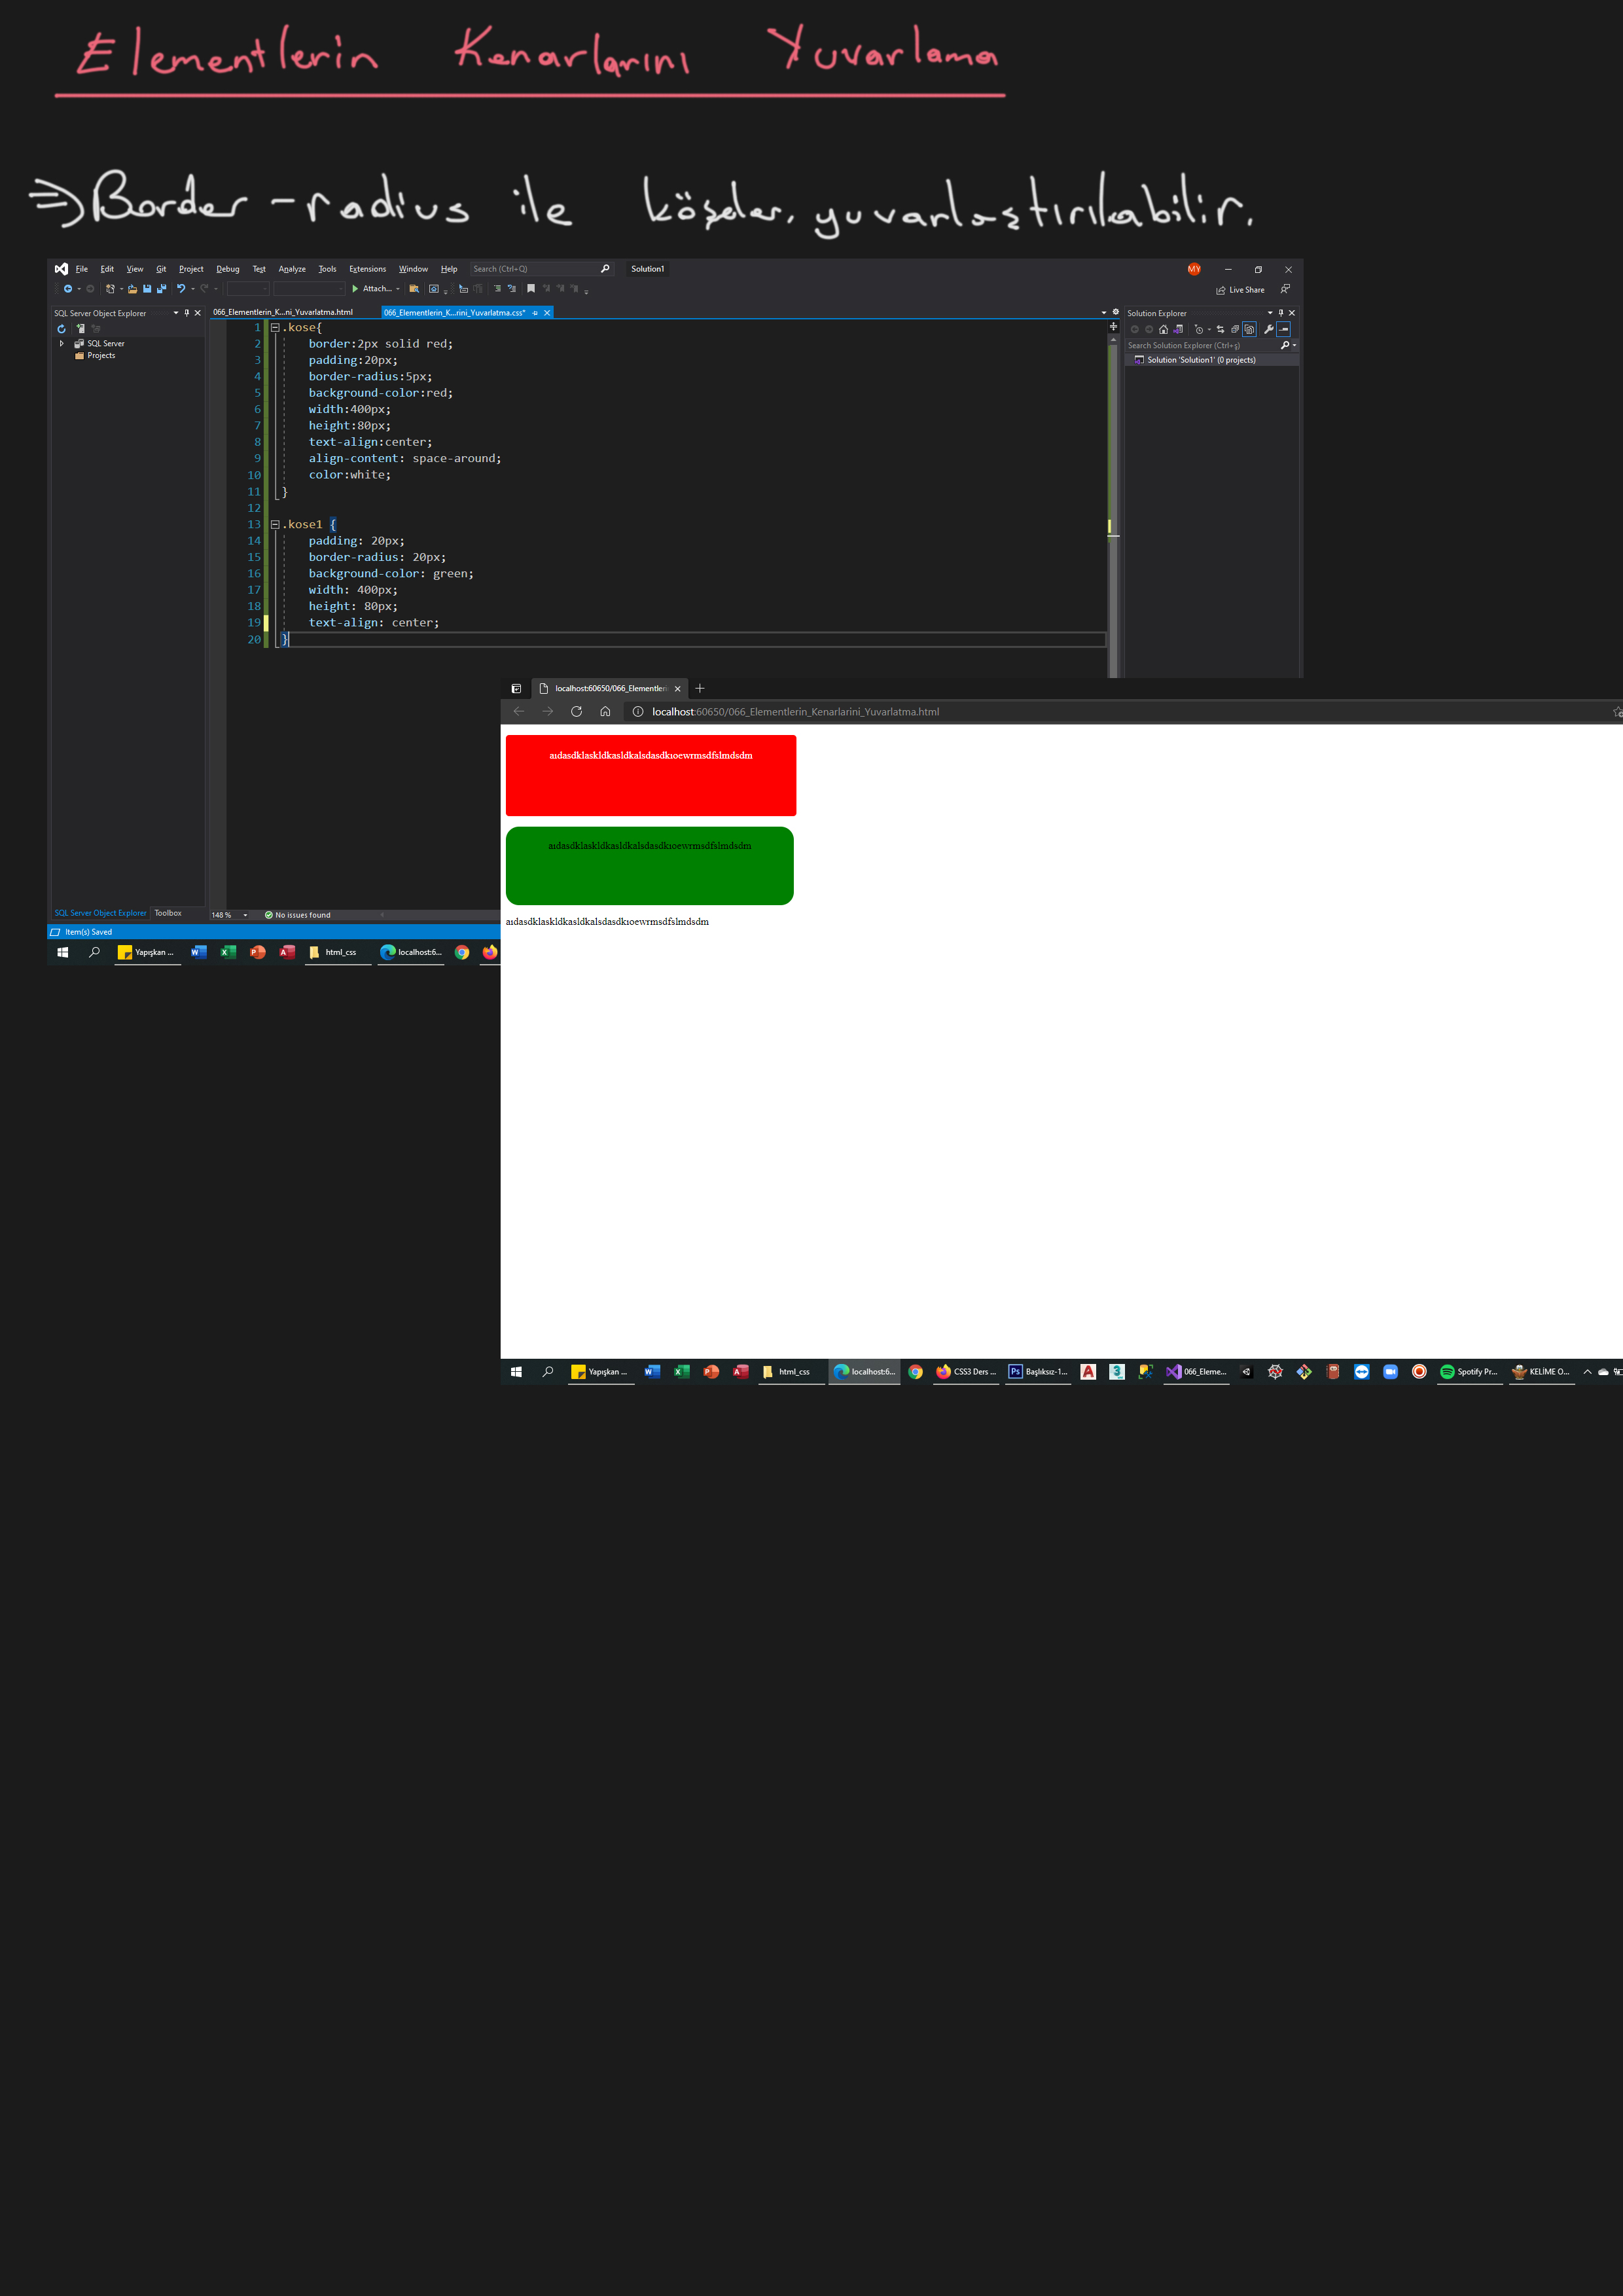 Elementlerin Kenarlarını Yuvarlama
⇒ Border-radius ile köşeler yuvarlaştırılabilir.
File Edit View Git Project Debug Test Analyze Tools Extensions Window Help Search (Ctrl+Q) Solution1 MY
Attach... Live Share
SQL Server Object Explorer
SQL Server
Projects
066_Elementlerin_K...ni_Yuvarlatma.html 066_Elementlerin_K...rini_Yuvarlatma.css*
1 .kose{
2 border:2px solid red;
3 padding:20px;
4 border-radius:5px;
5 background-color:red;
6 width:400px;
7 height:80px;
8 text-align:center;
9 align-content: space-around;
10 color:white;
11 }
12
13 .kose1 {
14 padding: 20px;
15 border-radius: 20px;
16 background-color: green;
17 width: 400px;
18 height: 80px;
19 text-align: center;
20 }
Solution Explorer
Search Solution Explorer (Ctrl+ş)
Solution 'Solution1' (0 projects)
SQL Server Object Explorer Toolbox
148 % No issues found
Item(s) Saved
Yapışkan ... html_css localhost:6...
localhost:60650/066_Elementleri
localhost:60650/066_Elementlerin_Kenarlarini_Yuvarlatma.html
aıdasdklaskldkasldkalsdasdkıoewrmsdfslmdsdm
aıdasdklaskldkasldkalsdasdkıoewrmsdfslmdsdm
aıdasdklaskldkasldkalsdasdkıoewrmsdfslmdsdm
Yapışkan ... html_css localhost:6... CSS3 Ders ... Başlıksız-1... 066_Eleme... Spotify Pr... KELİME O...